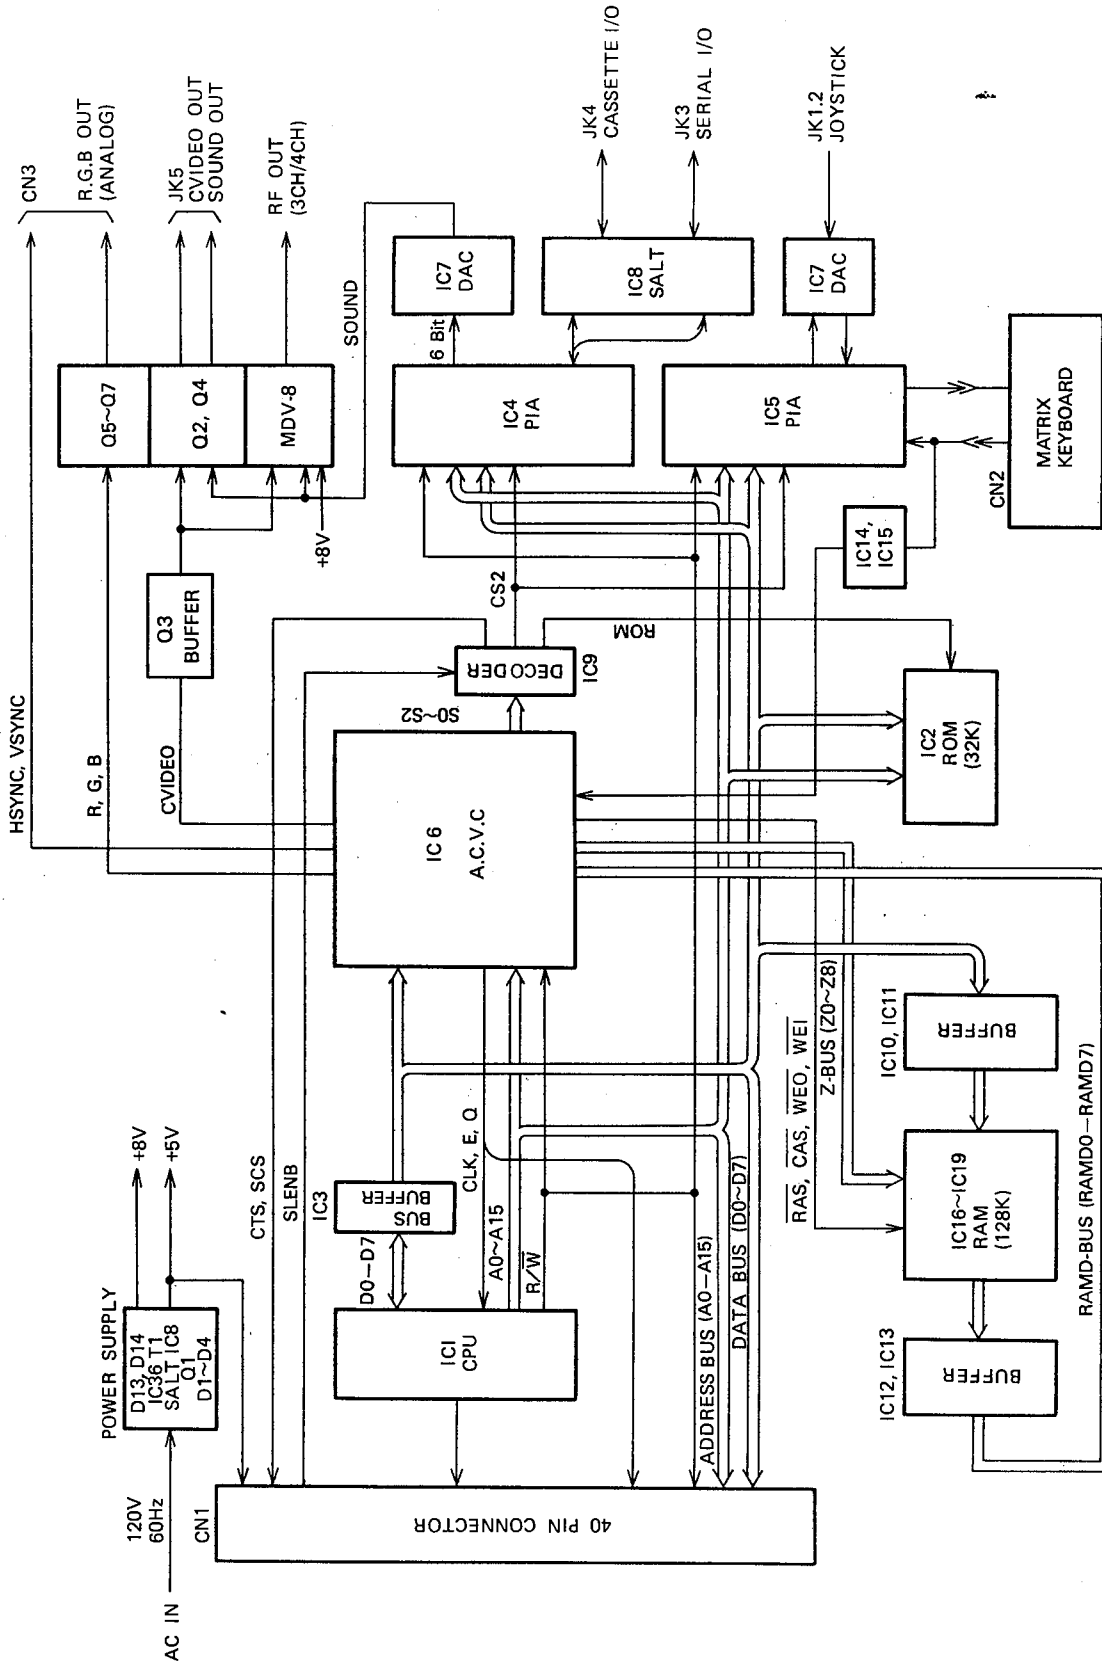 AC IN
120V
60Hz
POWER SUPPLY
D13, D14
IC36 T1
SALT IC8
Q1
D1~D4
+8V
+5V
CN1
40 PIN CONNECTOR
CTS, SCS
SLENB
IC3
BUS
BUFFER
D0—D7
IC1
CPU
CLK, E, Q
A0~A15
R/W̅
ADDRESS BUS (A0—A15)
DATA BUS (D0~D7)
HSYNC, VSYNC
R, G, B
CVIDEO
IC6
A.C.V.C
S0~S2
DECODER
IC9
CS2
ROM
Q3
BUFFER
Q5~Q7
Q2, Q4
MDV-8
+8V
SOUND
CN3
R.G.B OUT
(ANALOG)
JK5
CVIDEO OUT
SOUND OUT
RF OUT
(3CH/4CH)
6 Bit
IC7
DAC
IC4
PIA
IC8
SALT
JK4
CASSETTE I/O
JK3
SERIAL I/O
IC5
PIA
IC7
DAC
JK1.2
JOYSTICK
IC14,
IC15
CN2
MATRIX
KEYBOARD
IC2
ROM
(32K)
R̅A̅S̅, C̅A̅S̅, W̅E̅O̅, W̅E̅I̅
Z-BUS (Z0~Z8)
IC10, IC11
BUFFER
IC16~IC19
RAM
(128K)
IC12, IC13
BUFFER
RAMD-BUS (RAMD0—RAMD7)